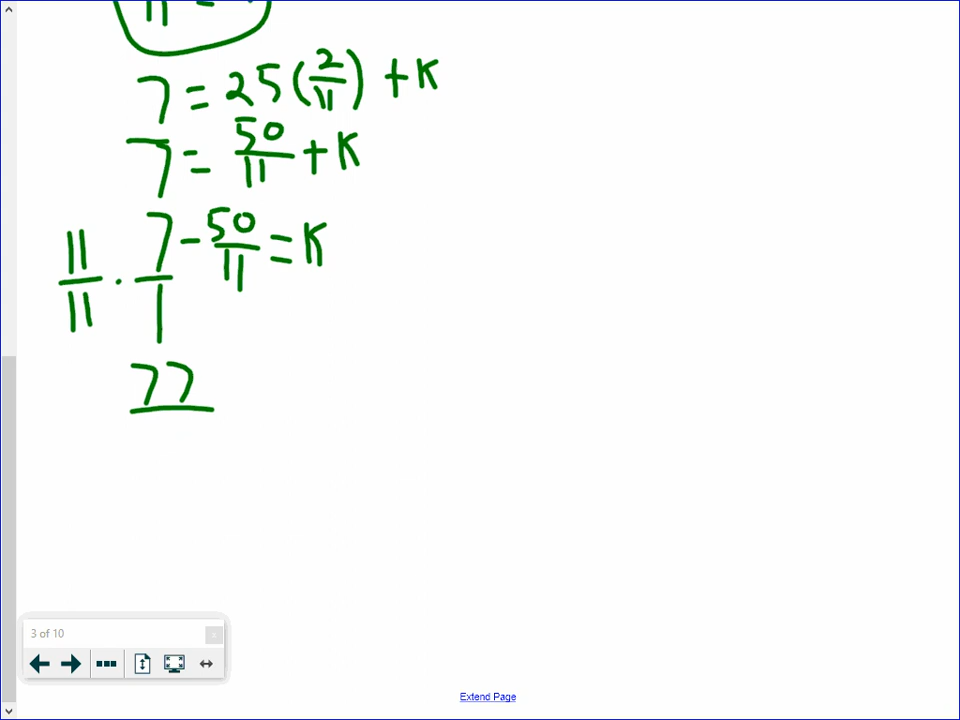 11 = 
7 = 25 (2/11) + K
7 = 50/11 + K
11/11 · 7/1 - 50/11 = K
77
3 of 10
Extend Page